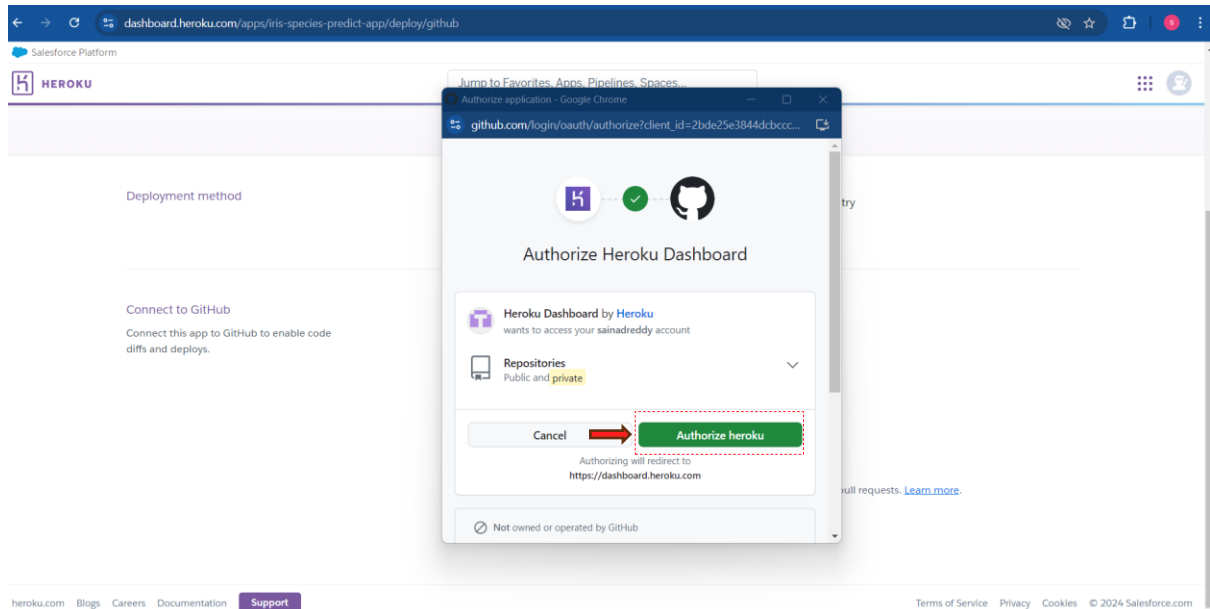 dashboard.heroku.com/apps/iris-species-predict-app/deploy/github
Salesforce Platform
HEROKU
Jump to Favorites, Apps, Pipelines, Spaces...
Authorize application - Google Chrome
github.com/login/oauth/authorize?client_id=2bde25e3844dcbccc...
Deployment method
try
Authorize Heroku Dashboard
Connect to GitHub
Connect this app to GitHub to enable code
diffs and deploys.
Heroku Dashboard by Heroku
wants to access your sainadreddy account
Repositories
Public and private
Cancel
Authorize heroku
Authorizing will redirect to
https://dashboard.heroku.com
pull requests. Learn more.
Not owned or operated by GitHub
heroku.com Blogs Careers Documentation Support
Terms of Service Privacy Cookies © 2024 Salesforce.com